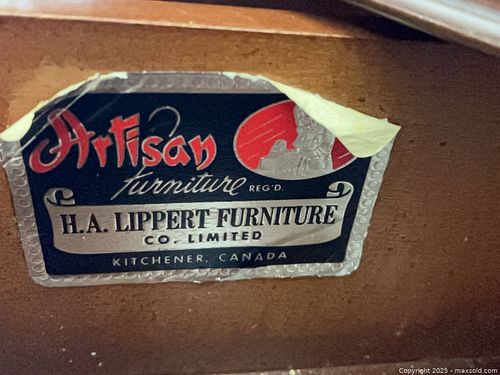 Artisan
Furniture REG'D.
H.A. LIPPERT FURNITURE
CO. LIMITED
KITCHENER, CANADA
Copyright 2025 - maxsold.com